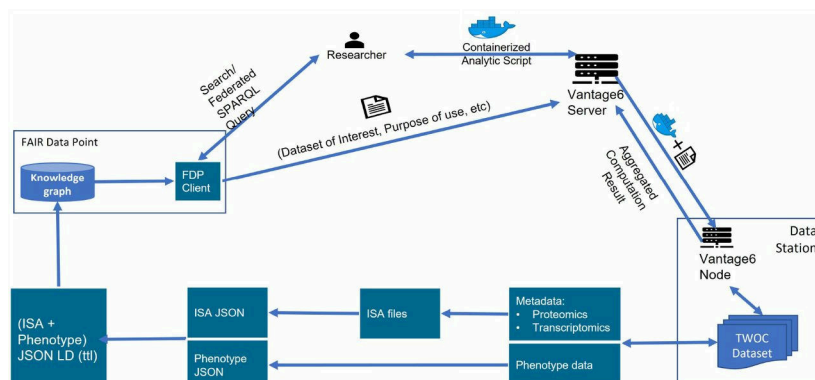 Researcher
Containerized
Analytic Script
Vantage6
Server
Search/
Federated
SPARQL
Query
(Dataset of Interest, Purpose of use, etc)
FAIR Data Point
Knowledge
graph
FDP
Client
+
Aggregated
Computation
Result
Data
Station
Vantage6
Node
TWOC
Dataset
Metadata:
• Proteomics
• Transcriptomics
Phenotype data
ISA files
ISA JSON
Phenotype
JSON
(ISA +
Phenotype)
JSON LD (ttl)